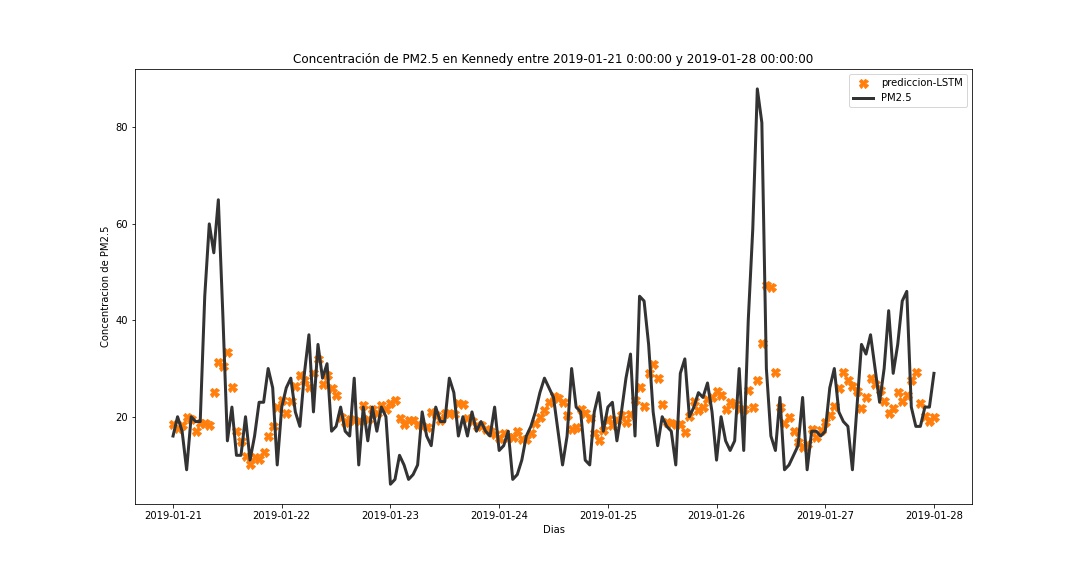 Concentración de PM2.5 en Kennedy entre 2019-01-21 0:00:00 y 2019-01-28 00:00:00
prediccion-LSTM
PM2.5
80
60
40
20
Concentracion de PM2.5
2019-01-21 2019-01-22 2019-01-23 2019-01-24 2019-01-25 2019-01-26 2019-01-27 2019-01-28
Dias